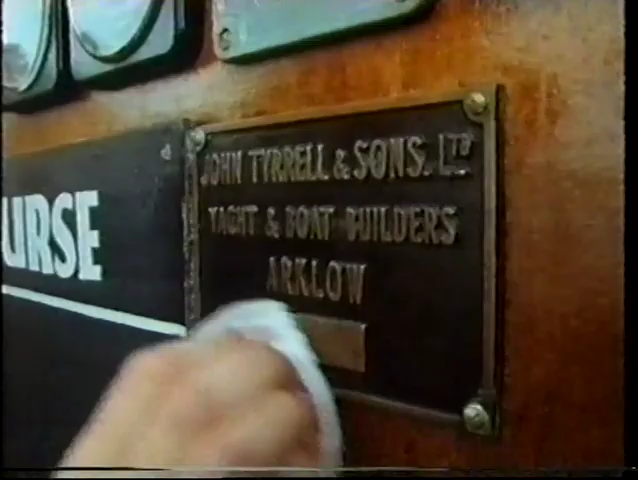 URSE
JOHN TYRRELL & SONS. LTD
YACHT & BOAT BUILDERS
ARKLOW